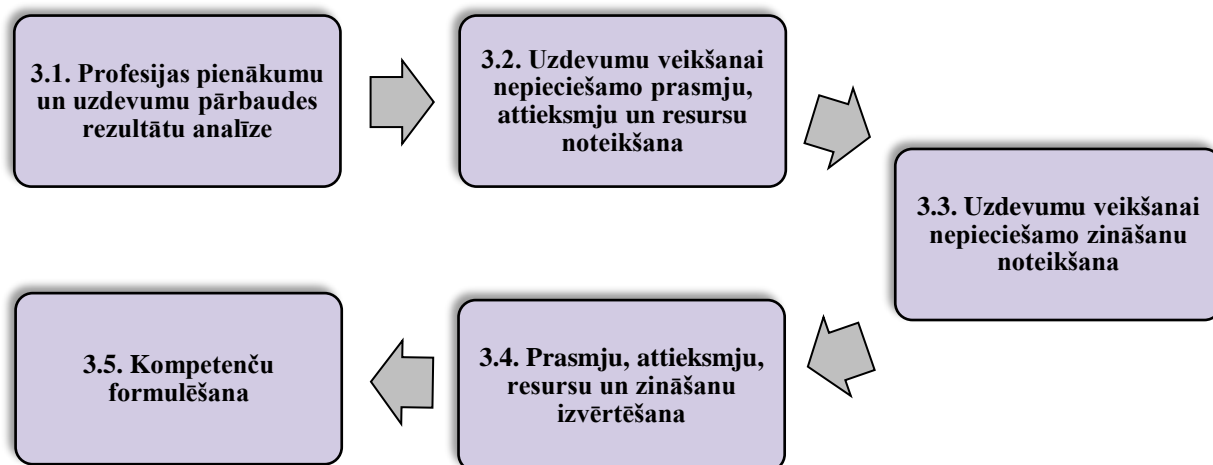 3.1. Profesijas pienākumu
un uzdevumu pārbaudes
rezultātu analīze
3.2. Uzdevumu veikšanai
nepieciešamo prasmju,
attieksmju un resursu
noteikšana
3.3. Uzdevumu veikšanai
nepieciešamo zināšanu
noteikšana
3.4. Prasmju, attieksmju,
resursu un zināšanu
izvērtēšana
3.5. Kompetenču
formulēšana